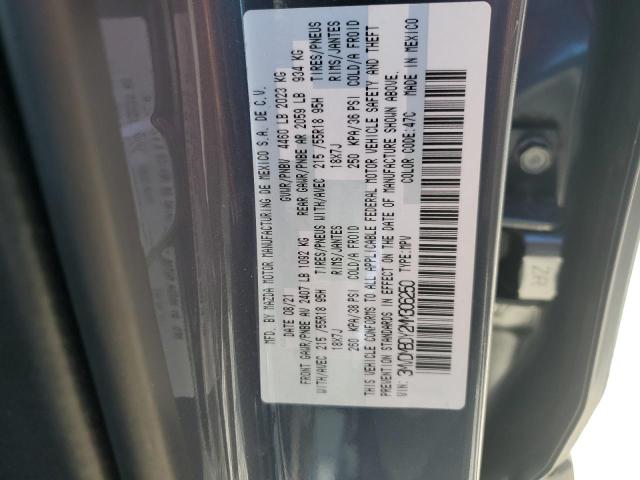 MFD. BY MAZDA MOTOR MANUFACTURING DE MEXICO S.A. DE C.V.
DATE 08/21 GVWR/PNBV 4460 LB 2023 KG
FRONT GAWR/PNBE AV 2407 LB 1092 KG REAR GAWR/PNBE AR 2059 LB 934 KG
WITH/AVEC 215 /55R18 95H TIRES/PNEUS WITH/AVEC 215 /55R18 95H TIRES/PNEUS
18X7J RIMS/JANTES 18X7J RIMS/JANTES
260 KPA/38 PSI COLD/A FROID 250 KPA/36 PSI COLD/A FROID
THIS VEHICLE CONFORMS TO ALL APPLICABLE FEDERAL MOTOR VEHICLE SAFETY AND THEFT
PREVENTION STANDARDS IN EFFECT ON THE DATE OF MANUFACTURE SHOWN ABOVE.
VIN: 3MVDMBDY2MM306250 TYPE:MPV COLOR CODE:47C MADE IN MEXICO